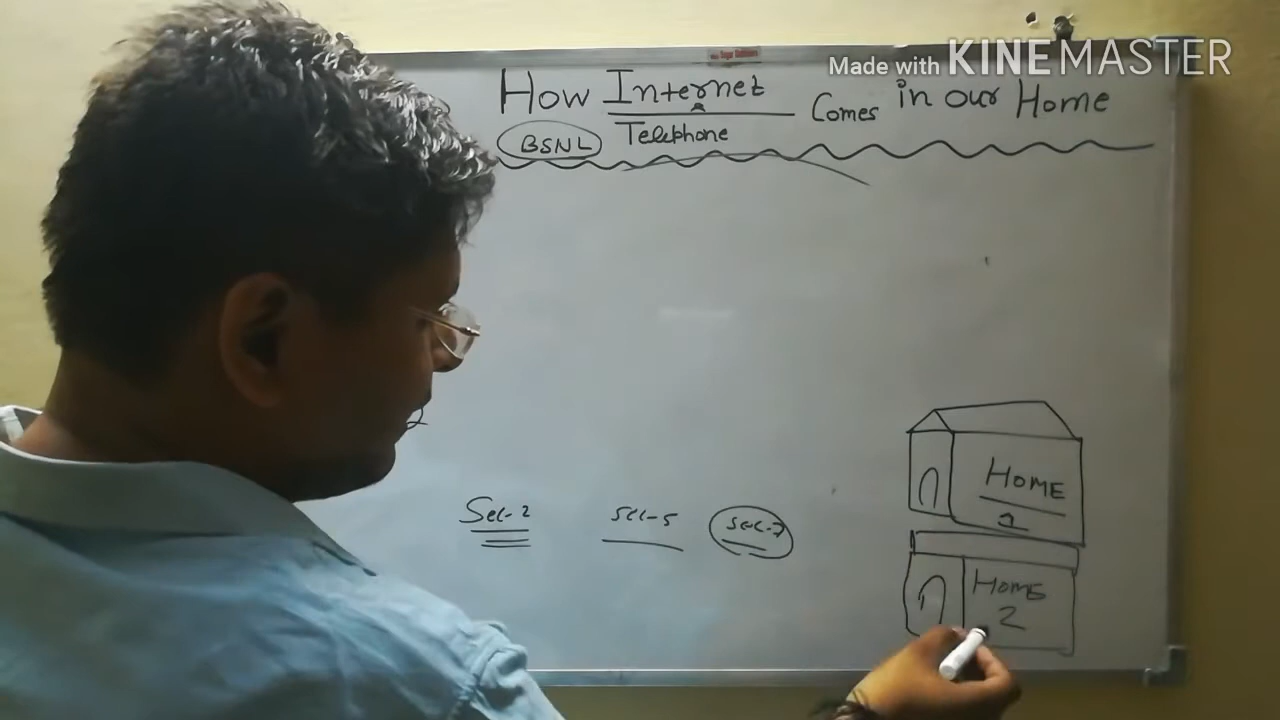 Made with KINEMASTER
How Internet Comes in our Home
& Telephone
BSNL
Sec-2 Sec-5 Sec-7
HOME
1
HOME
2